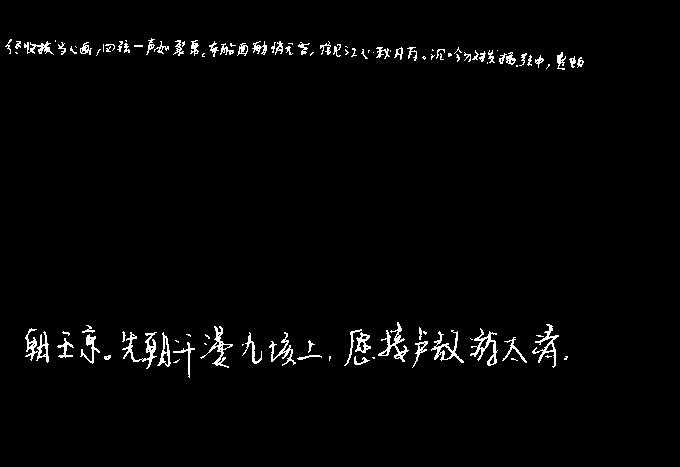 终收拨当心画，四弦一声如裂帛。东船西舫悄无言，唯见江心秋月白。沉吟放拨插弦中，整顿
朝玉京。先期汗漫九垓上，愿接卢敖游太清。